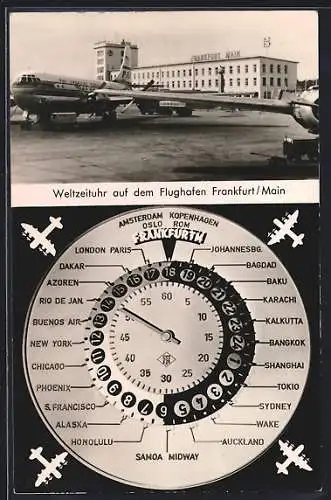 FRANKFURT MAIN
Weltzeituhr auf dem Flughafen Frankfurt/Main
AMSTERDAM KOPENHAGEN
OSLO ROM
FRANKFURTM
LONDON PARIS
JOHANNESBG.
DAKAR
BAGDAD
AZOREN
BAKU
RIO DE JAN.
KARACHI
BUENOS AIR.
KALKUTTA
NEW YORK
BANGKOK
CHICAGO
SHANGHAI
PHOENIX
TOKIO
S. FRANCISCO
SYDNEY
ALASKA
WAKE
HONOLULU
AUCKLAND
SAMOA MIDWAY
60
55 5
50 10
45 15
40 20
35 25
30